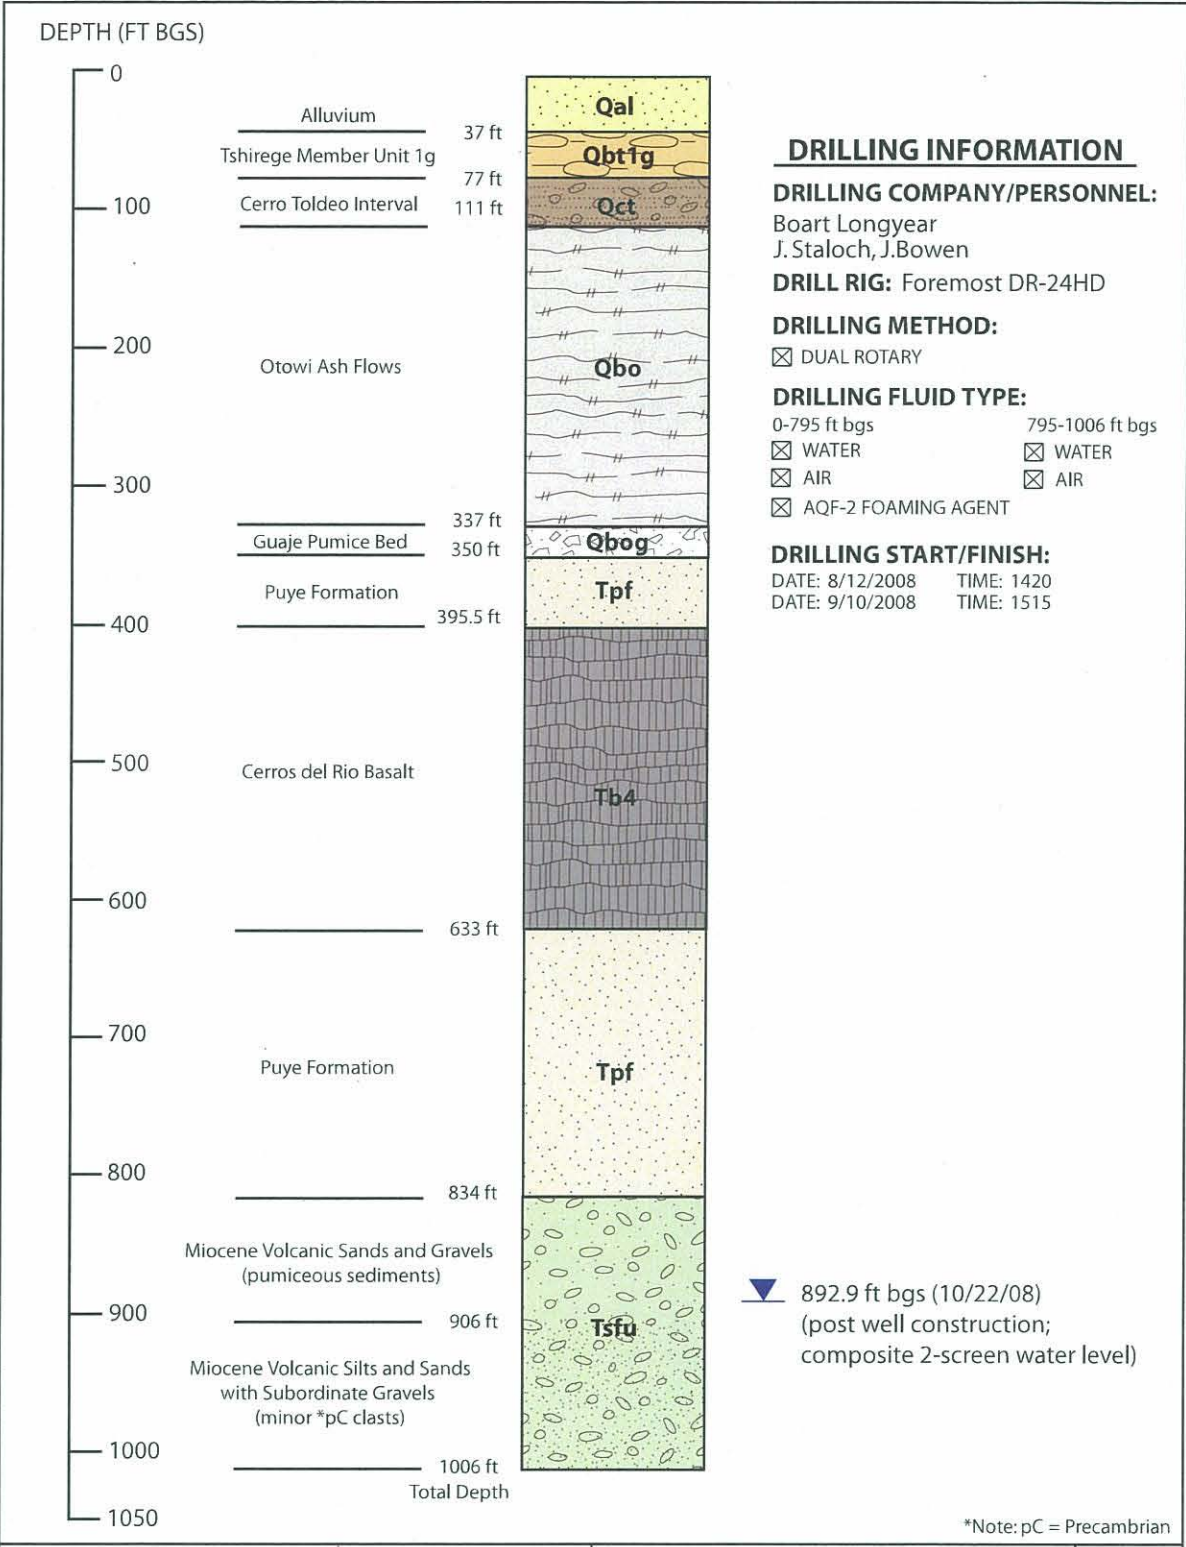 DEPTH (FT BGS)
0
100
200
300
400
500
600
700
800
900
1000
1050
Alluvium
37 ft
Tshirege Member Unit 1g
77 ft
Cerro Toldeo Interval
111 ft
Otowi Ash Flows
337 ft
Guaje Pumice Bed
350 ft
Puye Formation
395.5 ft
Cerros del Rio Basalt
633 ft
Puye Formation
834 ft
Miocene Volcanic Sands and Gravels
(pumiceous sediments)
906 ft
Miocene Volcanic Silts and Sands
with Subordinate Gravels
(minor *pC clasts)
1006 ft
Total Depth
Qal
Qbt1g
Qct
Qbo
Qbog
Tpf
Tb4
Tpf
Tsfu
DRILLING INFORMATION
DRILLING COMPANY/PERSONNEL:
Boart Longyear
J. Staloch, J.Bowen
DRILL RIG: Foremost DR-24HD
DRILLING METHOD:
☒ DUAL ROTARY
DRILLING FLUID TYPE:
0-795 ft bgs 795-1006 ft bgs
☒ WATER ☒ WATER
☒ AIR ☒ AIR
☒ AQF-2 FOAMING AGENT
DRILLING START/FINISH:
DATE: 8/12/2008 TIME: 1420
DATE: 9/10/2008 TIME: 1515
892.9 ft bgs (10/22/08)
(post well construction;
composite 2-screen water level)
*Note: pC = Precambrian